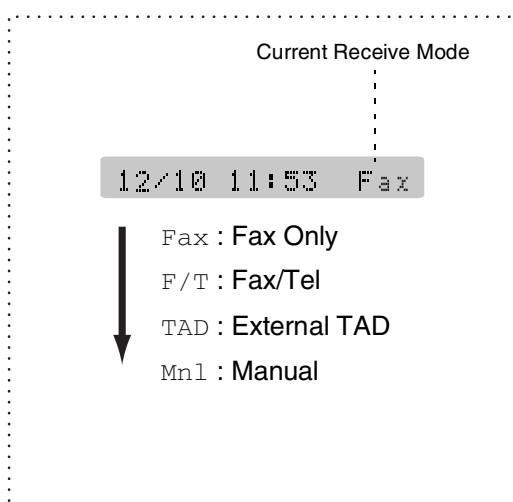 Current Receive Mode
12/10 11:53 Fax
Fax : Fax Only
F/T : Fax/Tel
TAD : External TAD
Mnl : Manual